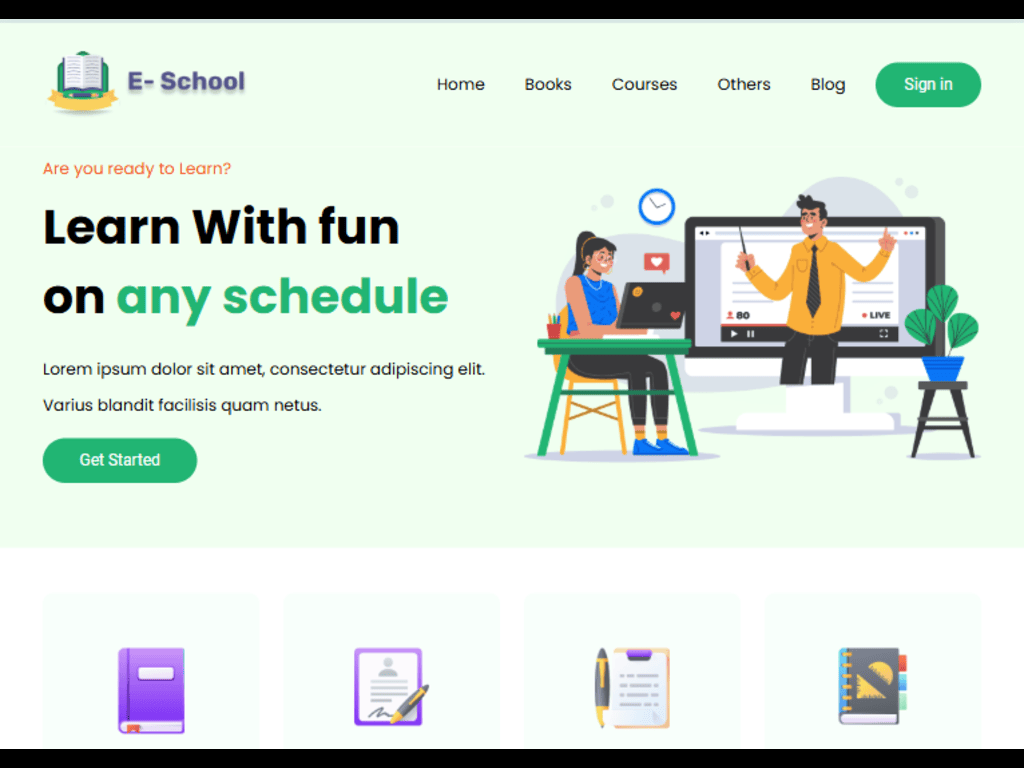 E- School
Home Books Courses Others Blog Sign in
Are you ready to Learn?
Learn With fun
on any schedule
Lorem ipsum dolor sit amet, consectetur adipiscing elit.
Varius blandit facilisis quam netus.
Get Started
80
LIVE